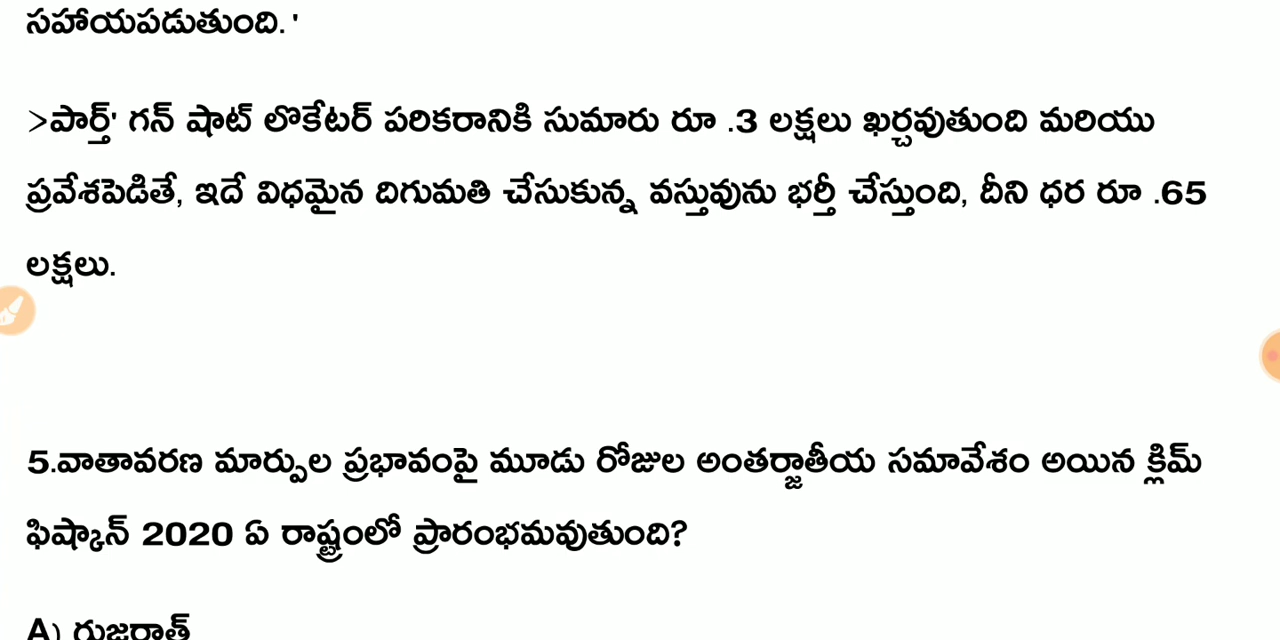 సహాయపడుతుంది.'
>పార్త్' గన్ షాట్ లొకేటర్ పరికరానికి సుమారు రూ .3 లక్షలు ఖర్చవుతుంది మరియు
ప్రవేశపెడితే, ఇదే విధమైన దిగుమతి చేసుకున్న వస్తువును భర్తీ చేస్తుంది, దీని ధర రూ .65
లక్షలు.
5.వాతావరణ మార్పుల ప్రభావంపై మూడు రోజుల అంతర్జాతీయ సమావేశం అయిన క్లిమ్
ఫిష్కాన్ 2020 ఏ రాష్ట్రంలో ప్రారంభమవుతుంది?
A) గుజరాత్